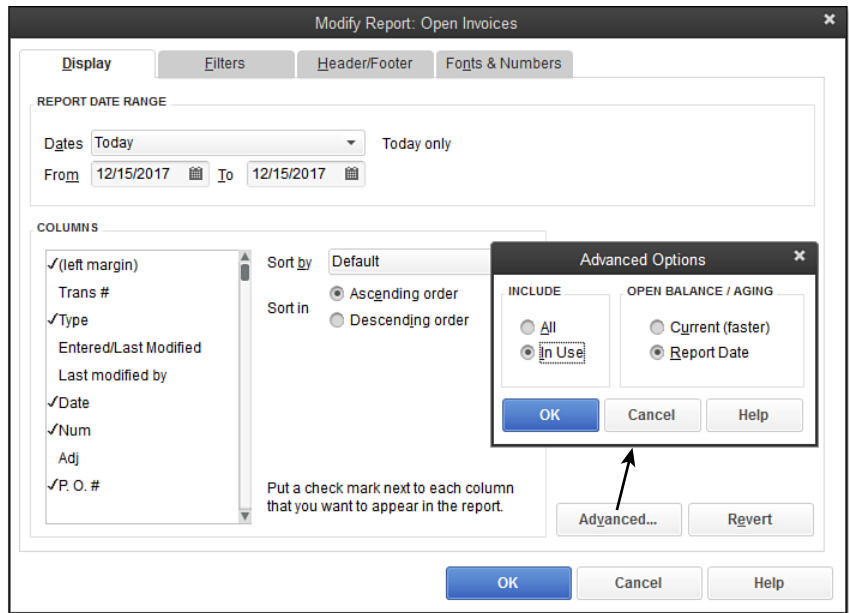 Modify Report: Open Invoices
Display Filters Header/Footer Fonts & Numbers
REPORT DATE RANGE
Dates Today Today only
From 12/15/2017 To 12/15/2017
COLUMNS
✓(left margin)
Trans #
✓Type
Entered/Last Modified
Last modified by
✓Date
✓Num
Adj
✓P. O. #
Sort by Default
Sort in
Ascending order
Descending order
Put a check mark next to each column
that you want to appear in the report.
Advanced Options
INCLUDE
All
In Use
OPEN BALANCE / AGING
Current (faster)
Report Date
OK Cancel Help
Advanced... Revert
OK Cancel Help